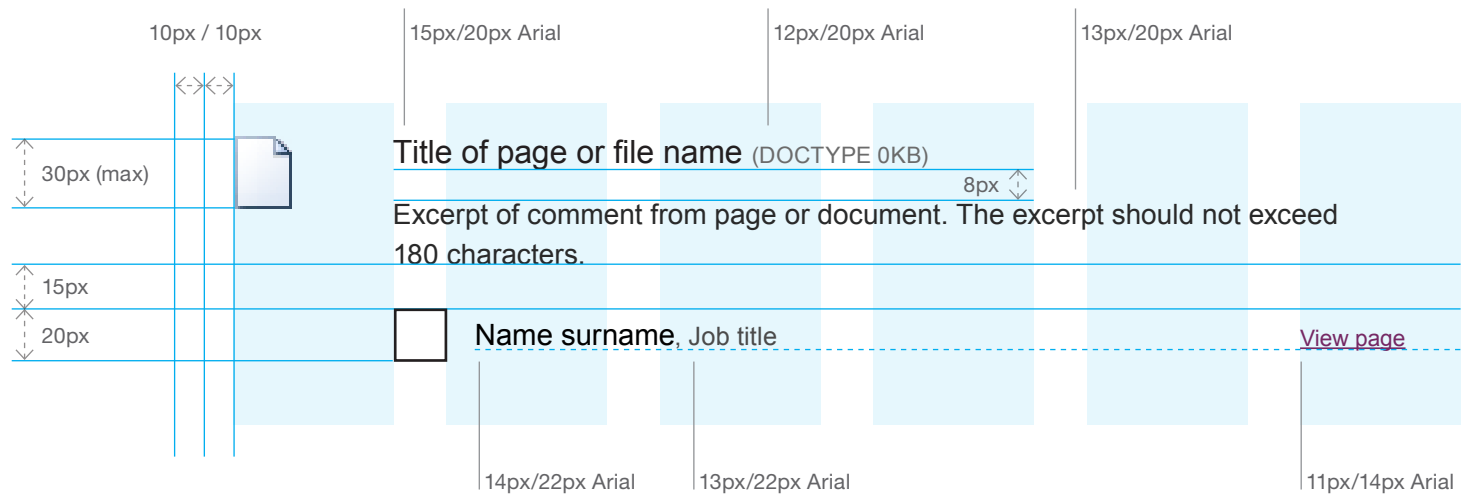 10px / 10px
15px/20px Arial
12px/20px Arial
13px/20px Arial
30px (max)
Title of page or file name (DOCTYPE 0KB)
8px
Excerpt of comment from page or document. The excerpt should not exceed
180 characters.
15px
20px
Name surname, Job title
View page
14px/22px Arial
13px/22px Arial
11px/14px Arial